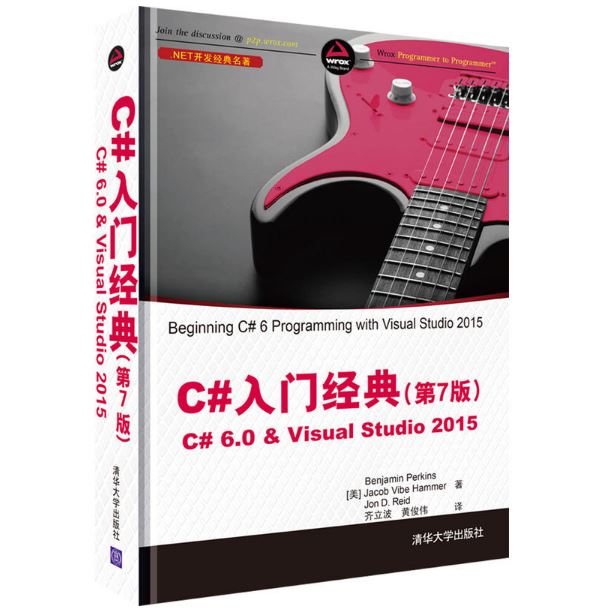 Join the discussion @ p2p.wrox.com
Wrox Programmer to Programmer™
.NET开发经典名著
wrox
A Wiley Brand
Beginning C# 6 Programming with Visual Studio 2015
C#入门经典(第7版)
C# 6.0 & Visual Studio 2015
Benjamin Perkins
[美] Jacob Vibe Hammer 著
Jon D. Reid
齐立波 黄俊伟 译
清华大学出版社
C#入门经典(第7版)
C# 6.0 & Visual Studio 2015
清华大学出版社